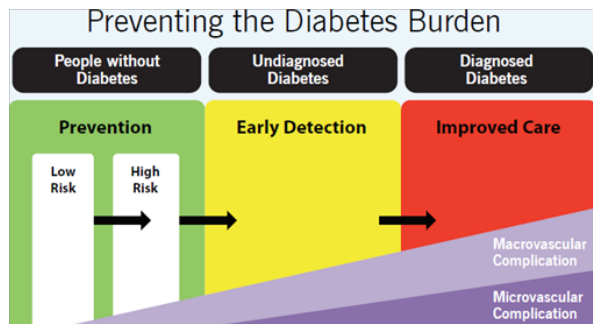 Preventing the Diabetes Burden
People without
Diabetes
Undiagnosed
Diabetes
Diagnosed
Diabetes
Prevention
Early Detection
Improved Care
Low
Risk
High
Risk
Macrovascular
Complication
Microvascular
Complication